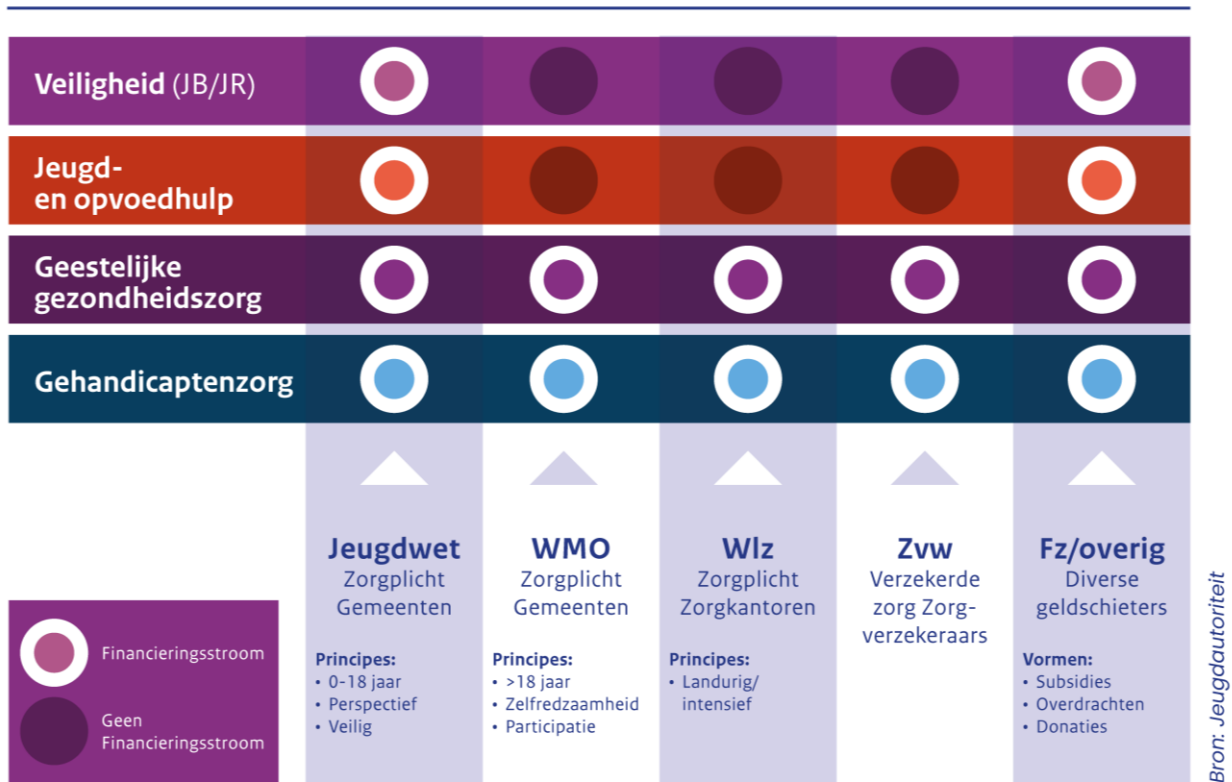 Veiligheid (JB/JR)
Jeugd-
en opvoedhulp
Geestelijke
gezondheidszorg
Gehandicaptenzorg
Jeugdwet
Zorgplicht
Gemeenten
Principes:
• 0-18 jaar
• Perspectief
• Veilig
WMO
Zorgplicht
Gemeenten
Principes:
• >18 jaar
• Zelfredzaamheid
• Participatie
Wlz
Zorgplicht
Zorgkantoren
Principes:
• Landurig/
intensief
Zvw
Verzekerde
zorg Zorg-
verzekeraars
Fz/overig
Diverse
geldschieters
Vormen:
• Subsidies
• Overdrachten
• Donaties
Financieringsstroom
Geen
Financieringsstroom
Bron: Jeugdautoriteit